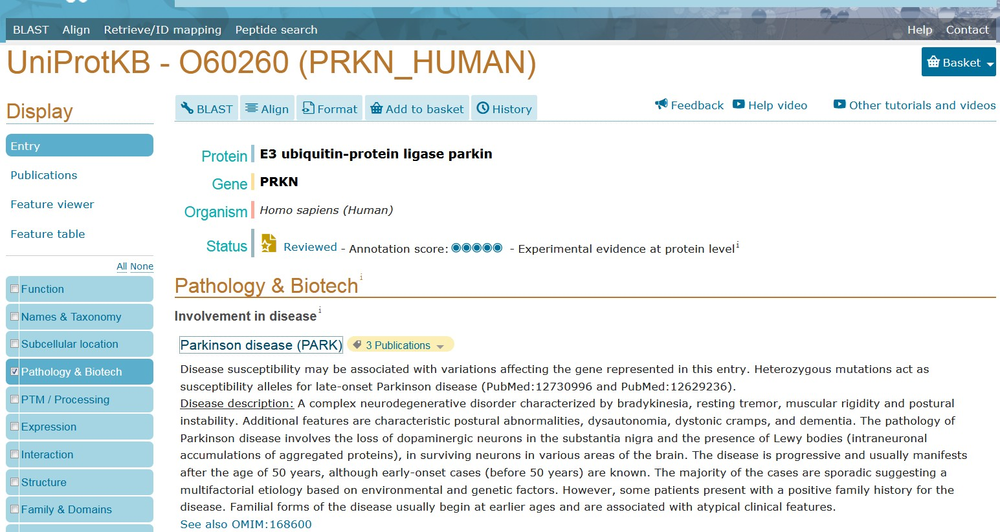 BLAST Align Retrieve/ID mapping Peptide search Help Contact
UniProtKB - O60260 (PRKN_HUMAN)
Basket
Display
BLAST Align Format Add to basket History Feedback Help video Other tutorials and videos
Entry
Publications
Feature viewer
Feature table
All None
Function
Names & Taxonomy
Subcellular location
Pathology & Biotech
PTM / Processing
Expression
Interaction
Structure
Family & Domains
Protein E3 ubiquitin-protein ligase parkin
Gene PRKN
Organism Homo sapiens (Human)
Status Reviewed - Annotation score: - Experimental evidence at protein level i
Pathology & Biotech i
Involvement in disease i
Parkinson disease (PARK) 3 Publications
Disease susceptibility may be associated with variations affecting the gene represented in this entry. Heterozygous mutations act as
susceptibility alleles for late-onset Parkinson disease (PubMed:12730996 and PubMed:12629236).
Disease description: A complex neurodegenerative disorder characterized by bradykinesia, resting tremor, muscular rigidity and postural
instability. Additional features are characteristic postural abnormalities, dysautonomia, dystonic cramps, and dementia. The pathology of
Parkinson disease involves the loss of dopaminergic neurons in the substantia nigra and the presence of Lewy bodies (intraneuronal
accumulations of aggregated proteins), in surviving neurons in various areas of the brain. The disease is progressive and usually manifests
after the age of 50 years, although early-onset cases (before 50 years) are known. The majority of the cases are sporadic suggesting a
multifactorial etiology based on environmental and genetic factors. However, some patients present with a positive family history for the
disease. Familial forms of the disease usually begin at earlier ages and are associated with atypical clinical features.
See also OMIM:168600